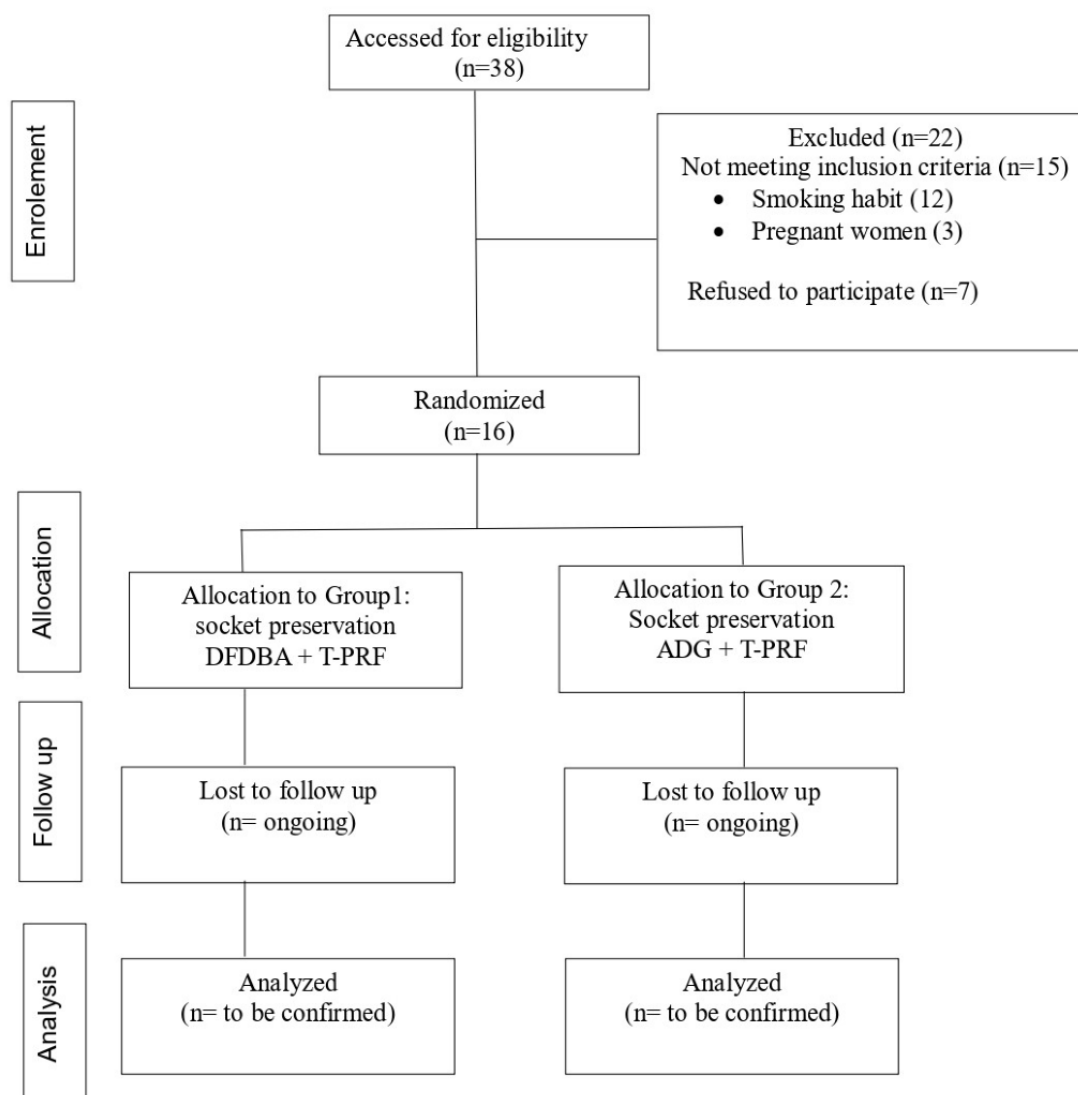 Accessed for eligibility
(n=38)
Enrolement
Excluded (n=22)
Not meeting inclusion criteria (n=15)
• Smoking habit (12)
• Pregnant women (3)
Refused to participate (n=7)
Randomized
(n=16)
Allocation
Allocation to Group1:
socket preservation
DFDBA + T-PRF
Allocation to Group 2:
Socket preservation
ADG + T-PRF
Follow up
Lost to follow up
(n= ongoing)
Lost to follow up
(n= ongoing)
Analysis
Analyzed
(n= to be confirmed)
Analyzed
(n= to be confirmed)